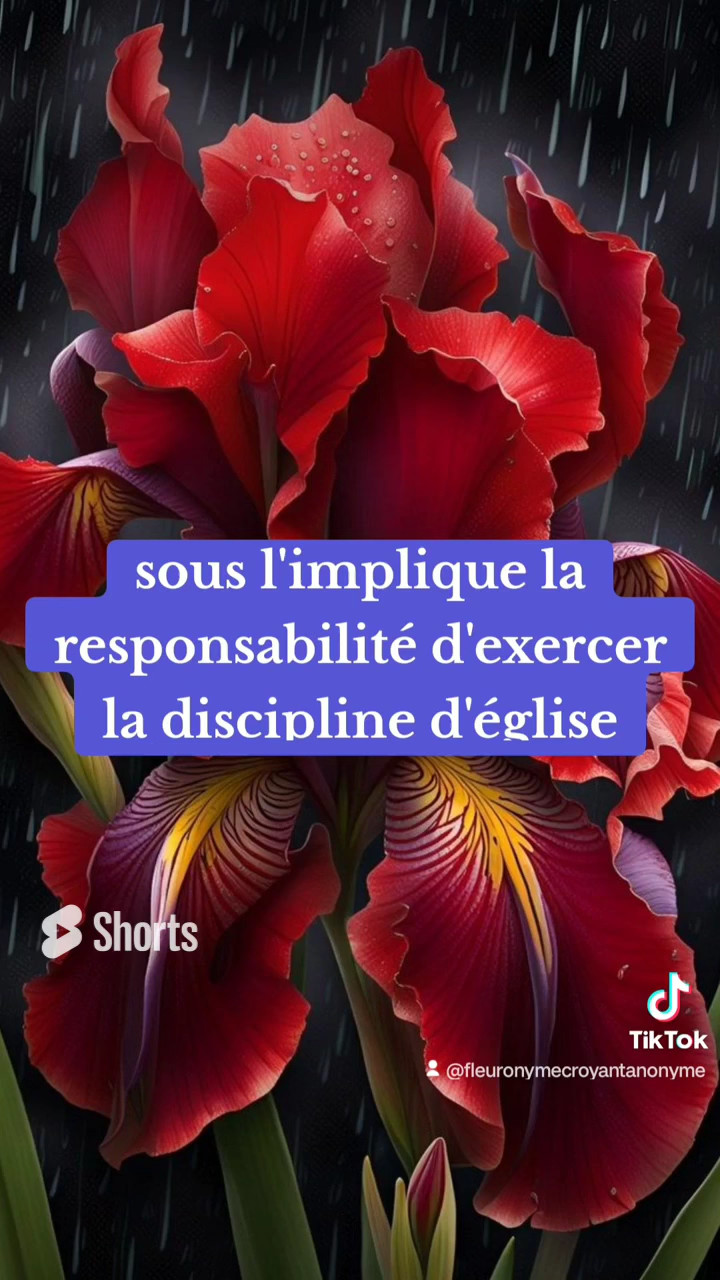 sous l'implique la
responsabilité d'exercer
la discipline d'église
Shorts
TikTok
@fleuronymecroyantanonyme